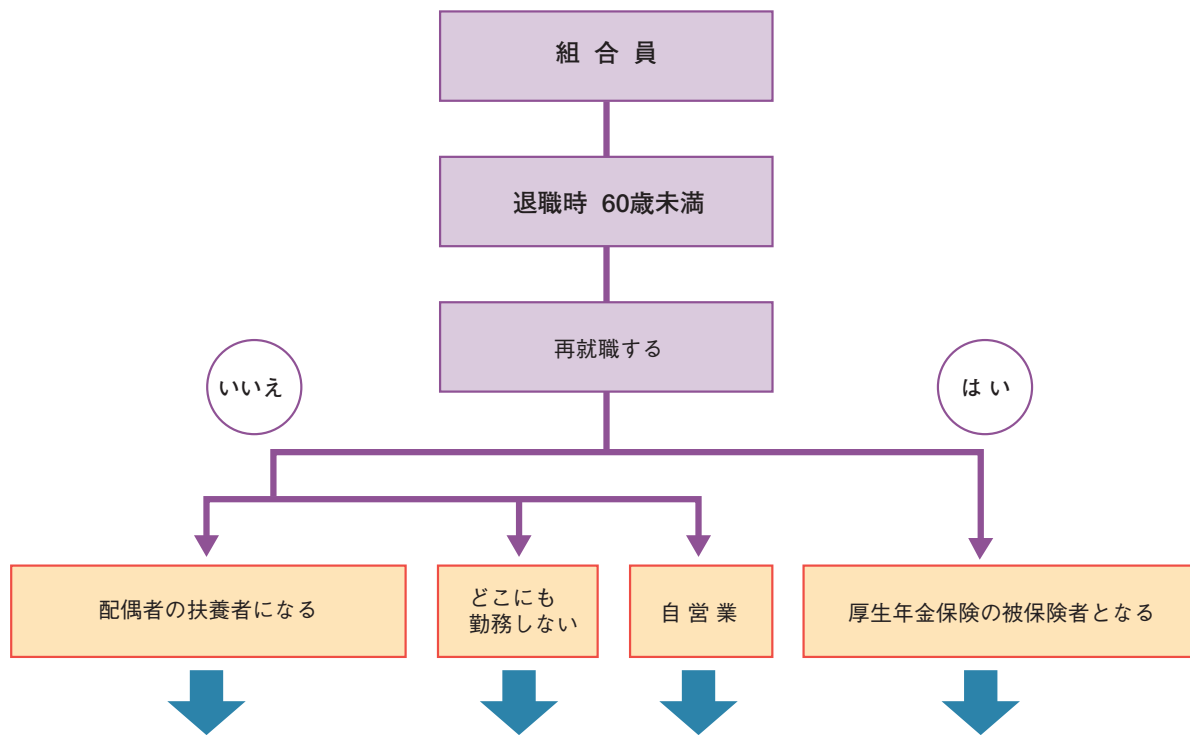 組合員
退職時 60歳未満
再就職する
いいえ
はい
配偶者の扶養者になる
どこにも
勤務しない
自営業
厚生年金保険の被保険者となる